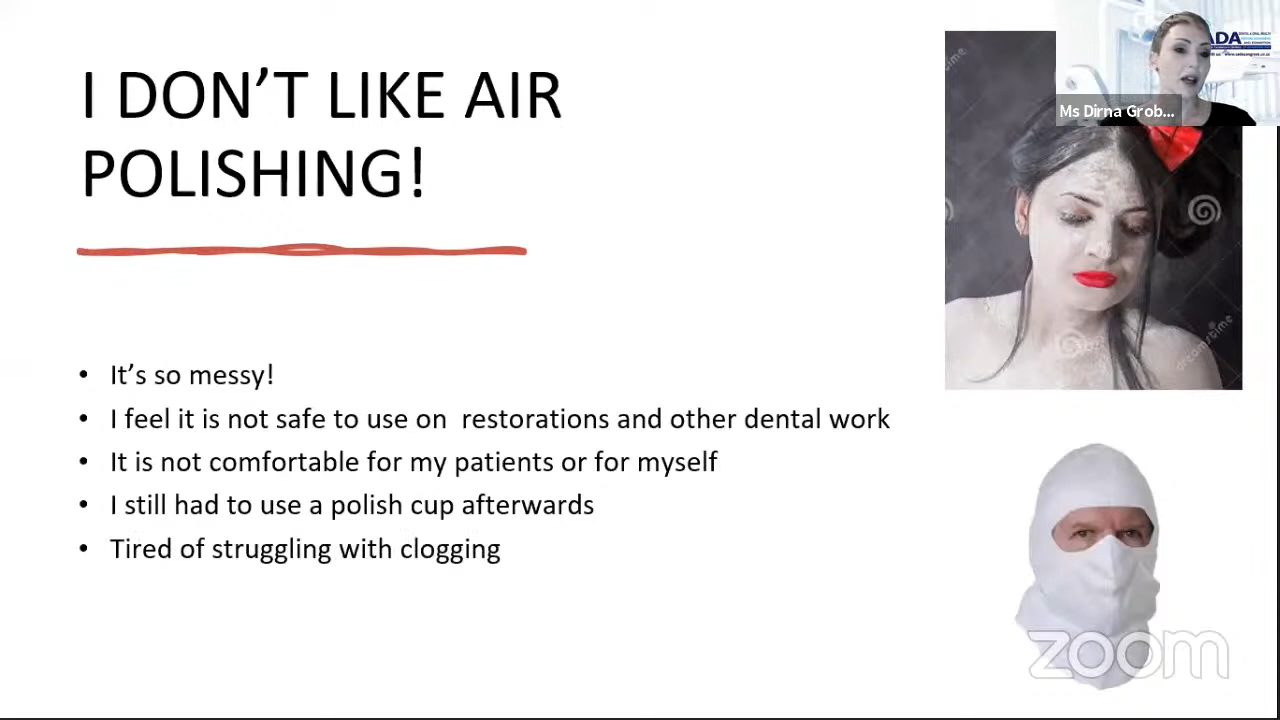 I DON'T LIKE AIR
POLISHING!
• It's so messy!
• I feel it is not safe to use on  restorations and other dental work
• It is not comfortable for my patients or for myself
• I still had to use a polish cup afterwards
• Tired of struggling with clogging
ADA
Ms Dirna Grob...
dreamstime
zoom